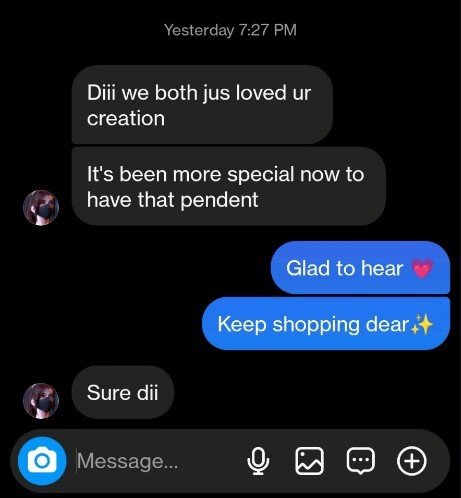 Yesterday 7:27 PM
Diii we both jus loved ur
creation
It's been more special now to
have that pendent
Glad to hear 💗
Keep shopping dear✨
Sure dii
Message...